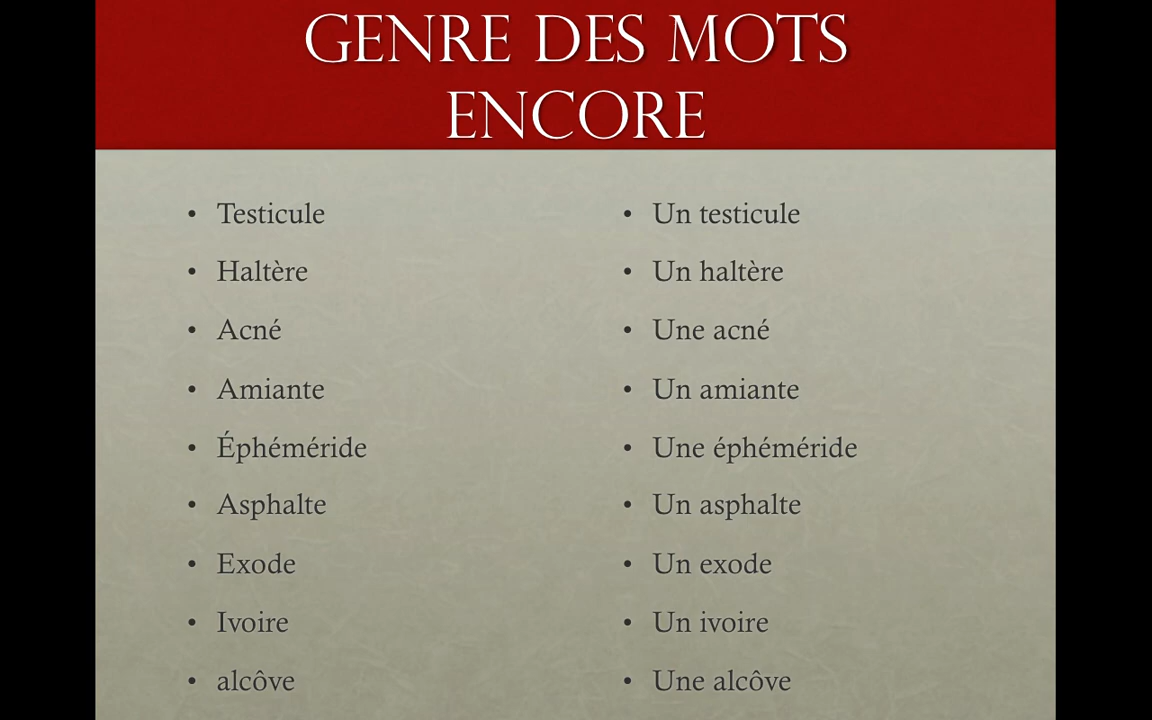 GENRE DES MOTS
ENCORE
• Testicule
• Haltère
• Acné
• Amiante
• Éphéméride
• Asphalte
• Exode
• Ivoire
• alcôve
• Un testicule
• Un haltère
• Une acné
• Un amiante
• Une éphéméride
• Un asphalte
• Un exode
• Un ivoire
• Une alcôve